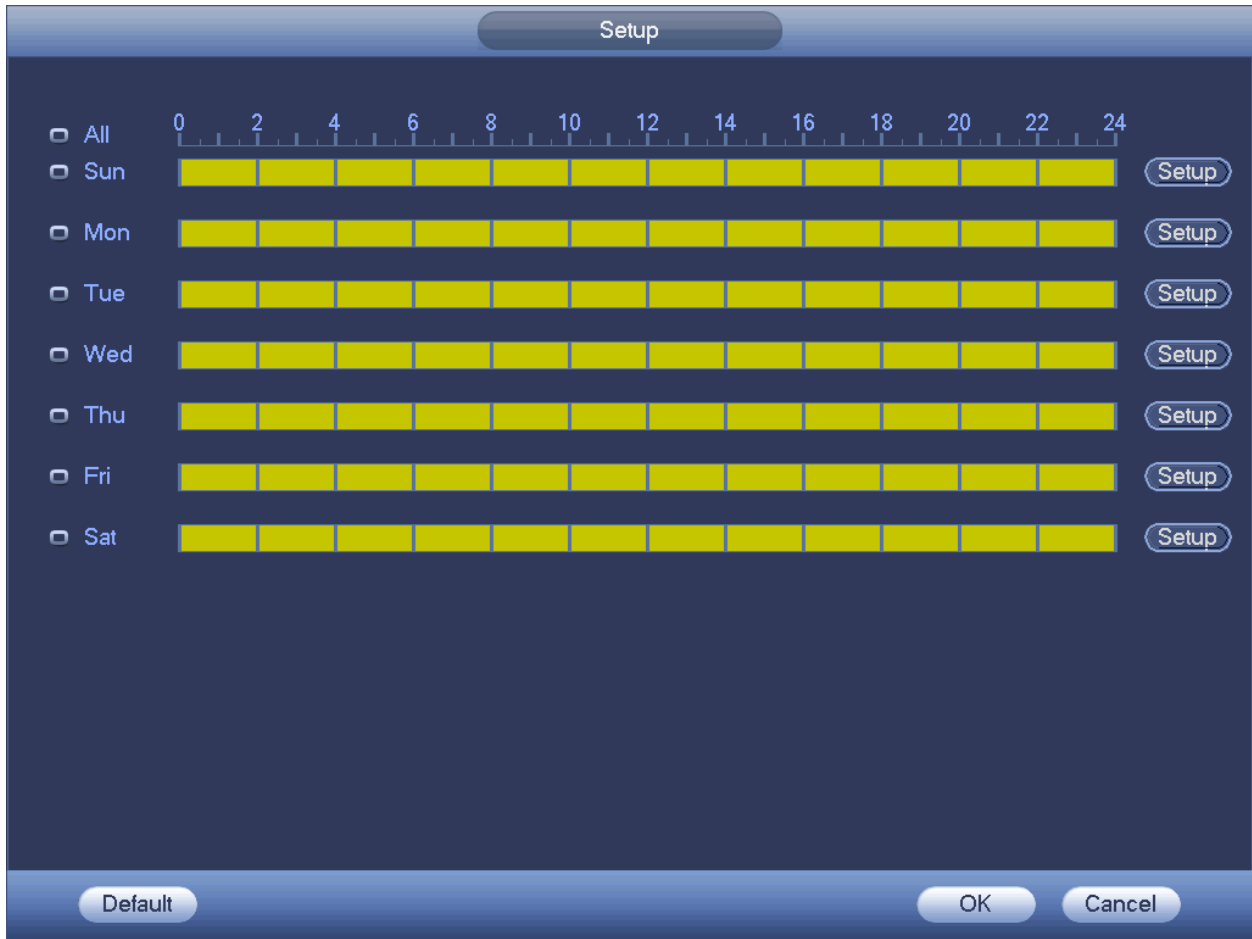 Setup
0 2 4 6 8 10 12 14 16 18 20 22 24
All
Sun Setup
Mon Setup
Tue Setup
Wed Setup
Thu Setup
Fri Setup
Sat Setup
Default OK Cancel